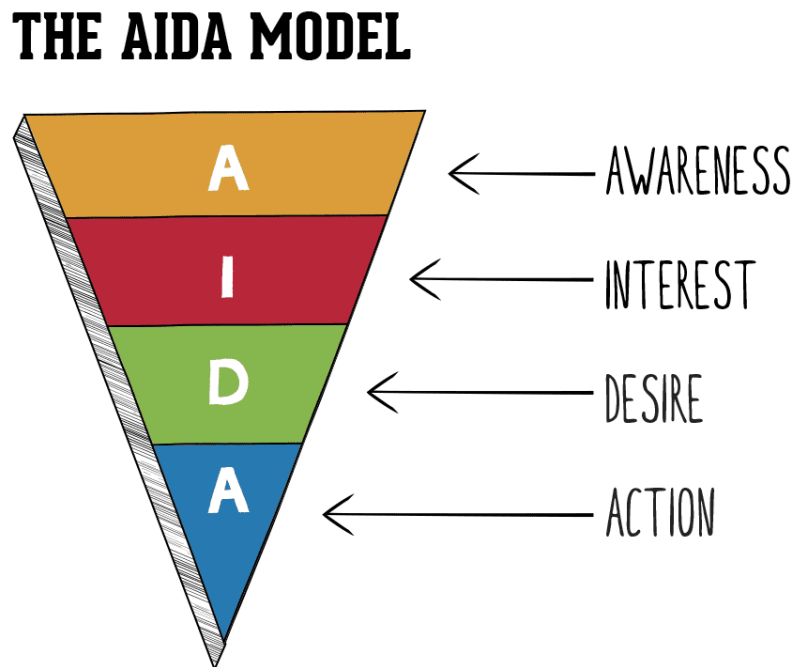 THE AIDA MODEL
A
AWARENESS
I
INTEREST
D
DESIRE
A
ACTION